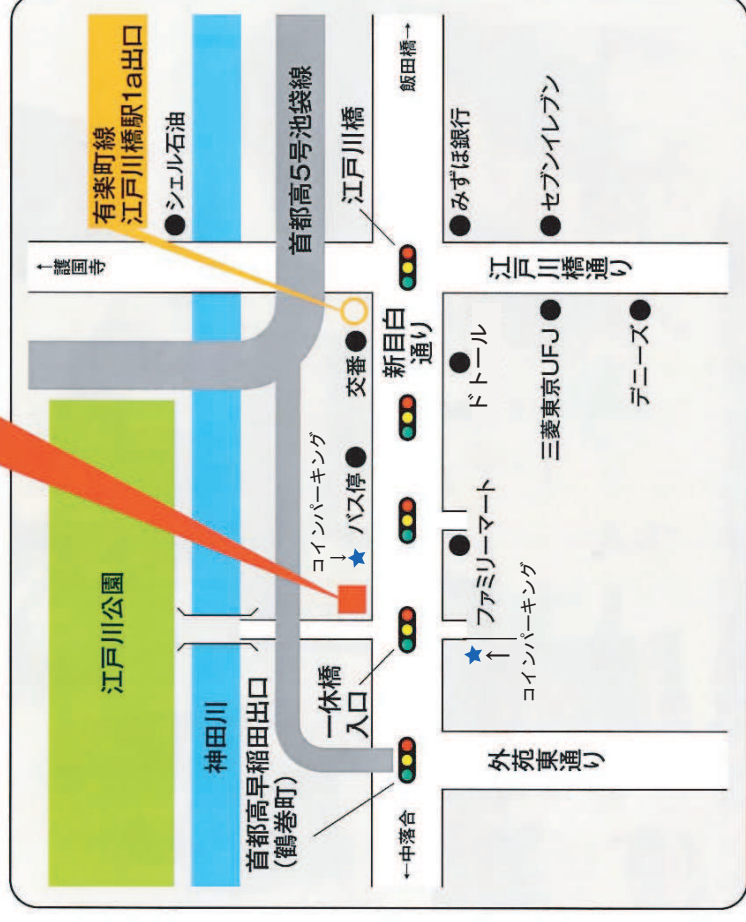 有楽町線
江戸川橋駅1a出口
シェル石油
↑護国寺
首都高5号池袋線
江戸川公園
神田川
江戸川橋
飯田橋→
交番
バス停
コインパーキング
↓
新目白
通り
一休橋
入口
首都高早稲田出口
(鶴巻町)
←中落合
みずほ銀行
セブンイレブン
江戸川橋通り
ドトール
三菱東京UFJ
デニーズ
ファミリーマート
↑
コインパーキング
外苑東通り